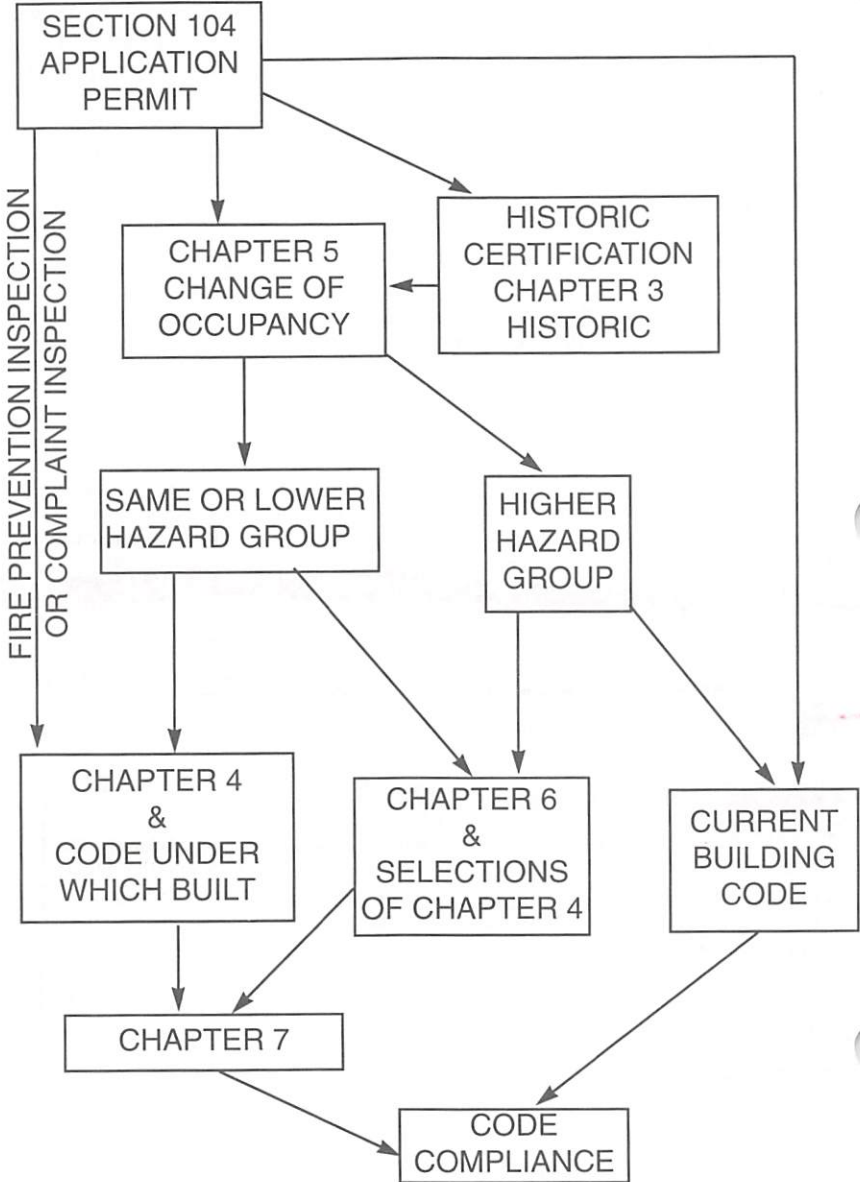 SECTION 104
APPLICATION
PERMIT
FIRE PREVENTION INSPECTION
OR COMPLAINT INSPECTION
CHAPTER 5
CHANGE OF
OCCUPANCY
HISTORIC
CERTIFICATION
CHAPTER 3
HISTORIC
SAME OR LOWER
HAZARD GROUP
HIGHER
HAZARD
GROUP
CHAPTER 4
&
CODE UNDER
WHICH BUILT
CHAPTER 6
&
SELECTIONS
OF CHAPTER 4
CURRENT
BUILDING
CODE
CHAPTER 7
CODE
COMPLIANCE